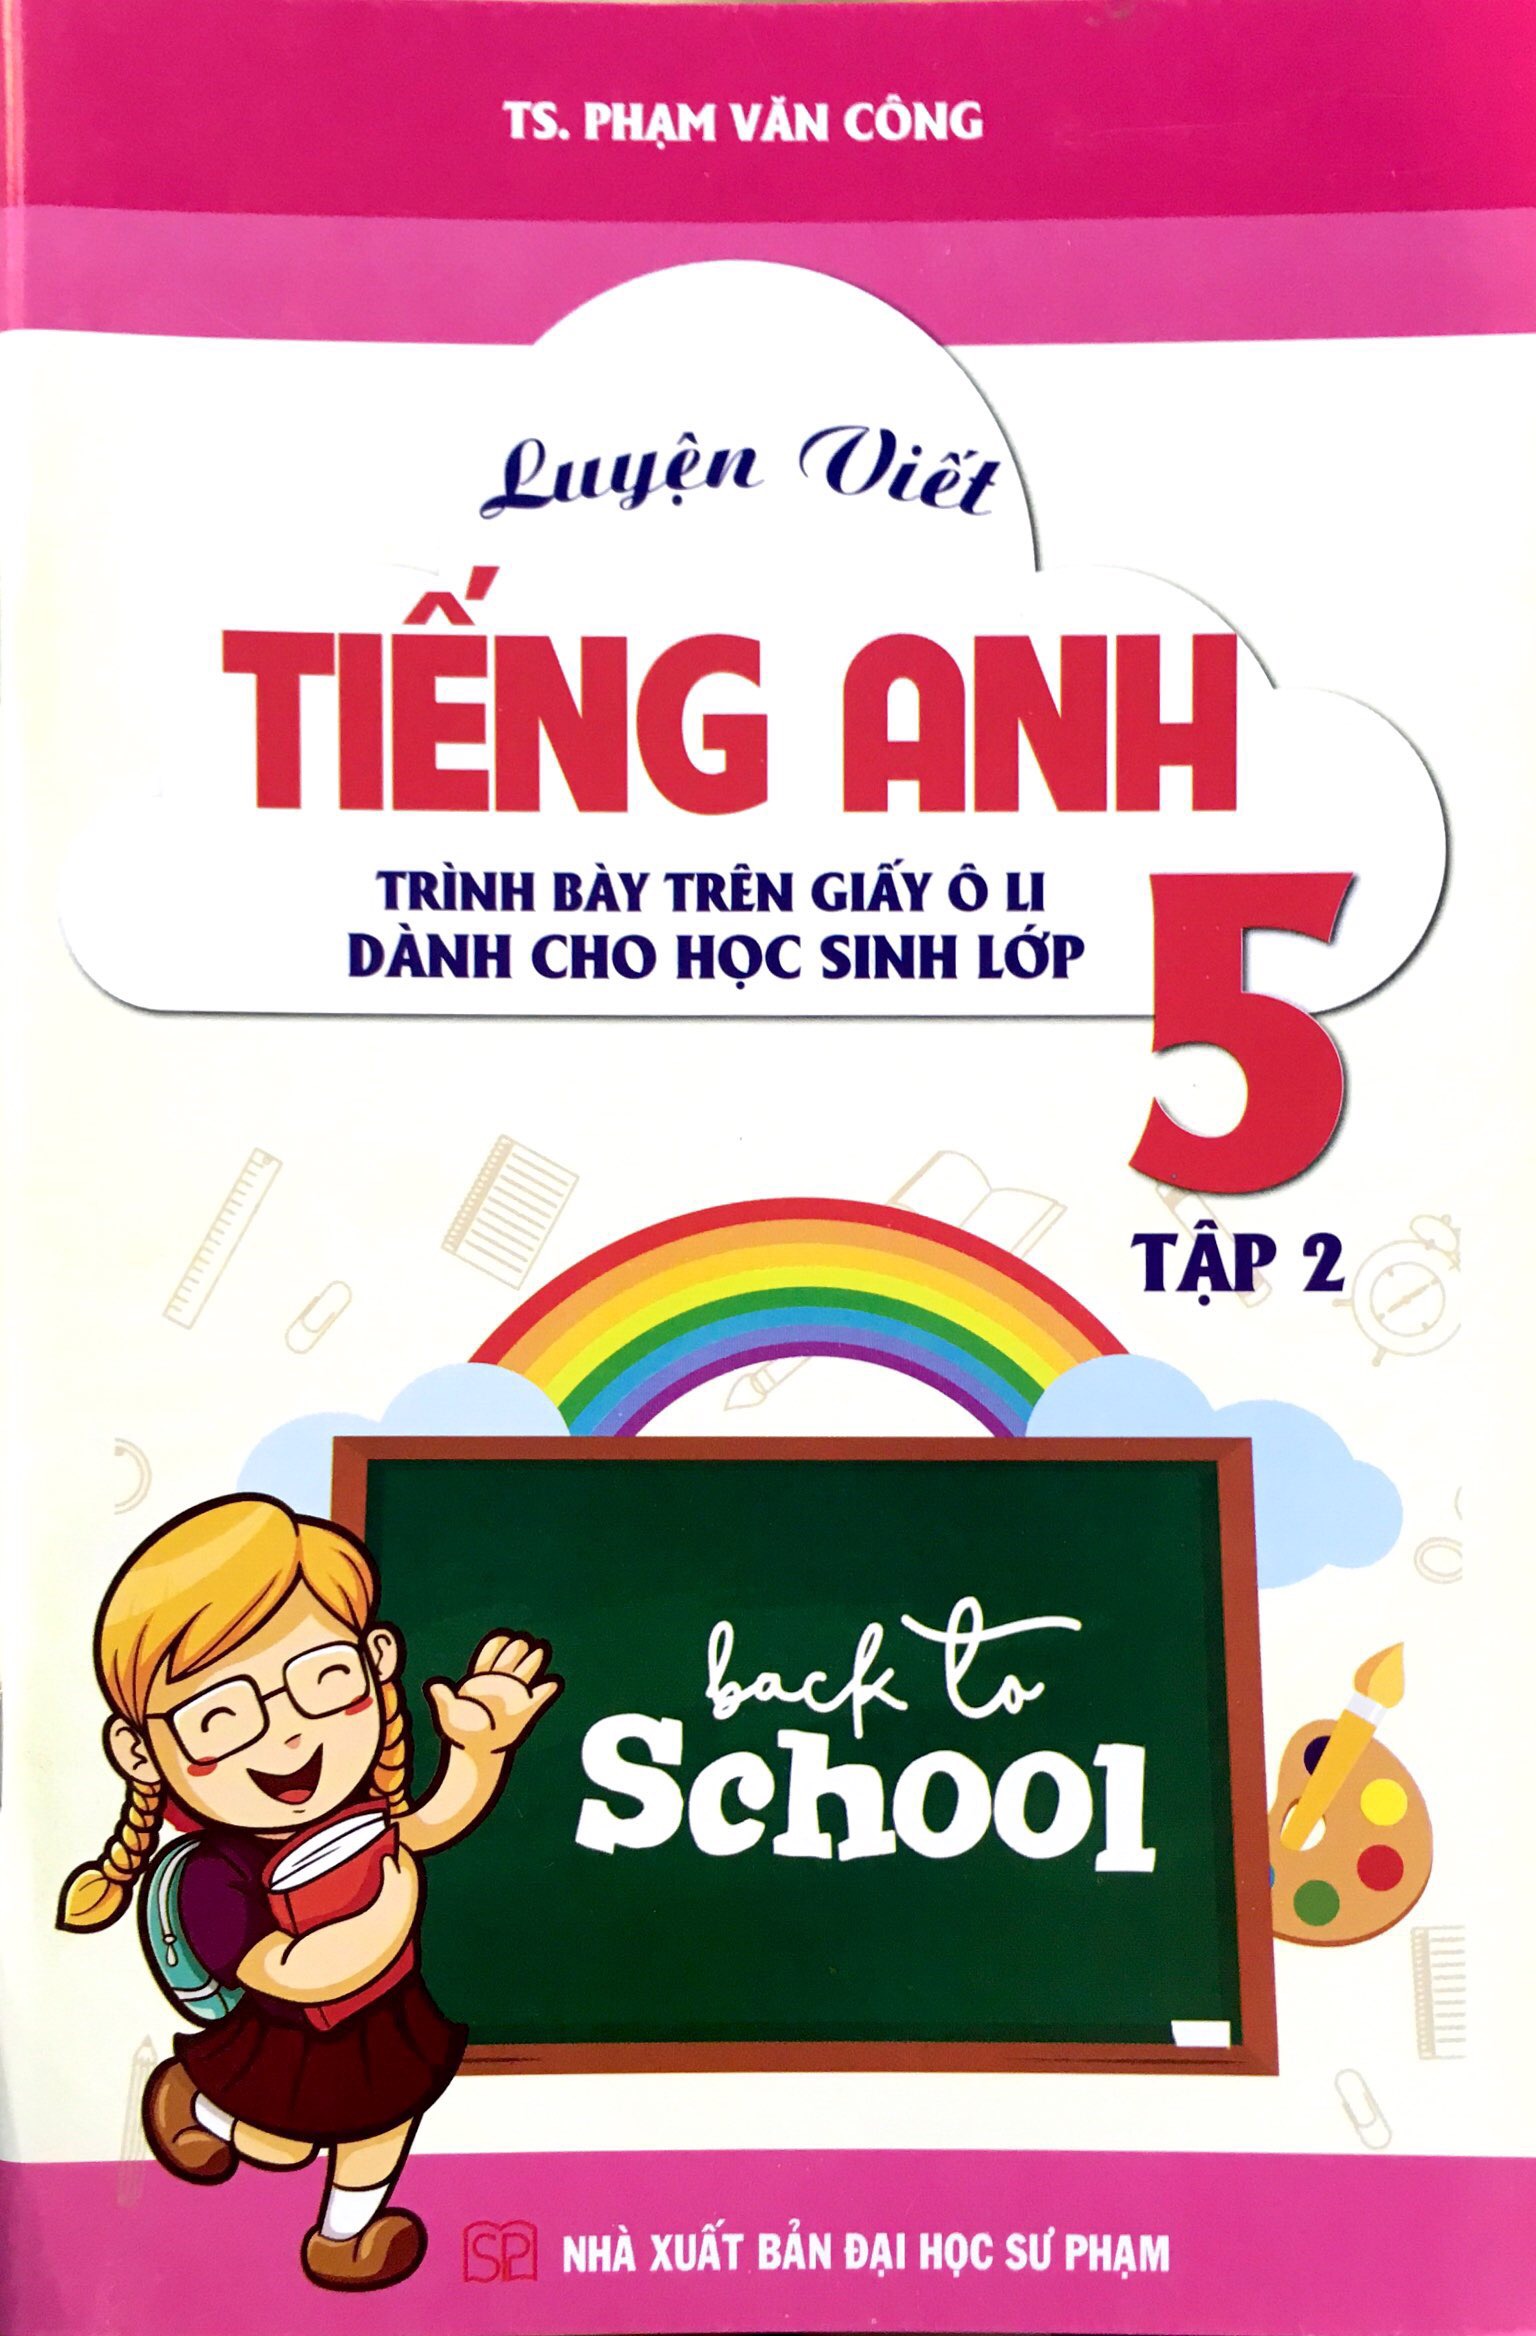 TS. PHẠM VĂN CÔNG
Luyện Viết
TIẾNG ANH
TRÌNH BÀY TRÊN GIẤY Ô LI
DÀNH CHO HỌC SINH LỚP
5
TẬP 2
back to
School
SP NHÀ XUẤT BẢN ĐẠI HỌC SƯ PHẠM